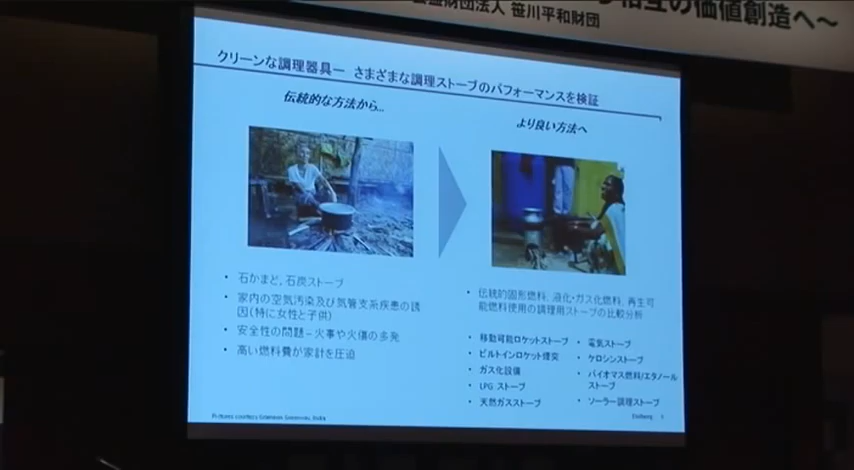 財団法人 笹川平和財団
相互の価値創造へ～
クリーンな調理器具ー さまざまな調理ストーブのパフォーマンスを検証
伝統的な方法から...
より良い方法へ
• 石かまど, 石炭ストーブ
• 家内の空気汚染及び気管支系疾患の誘
因（特に女性と子供）
• 安全性の問題 – 火事や火傷の多発
• 高い燃料費が家計を圧迫
• 伝統的固形燃料, 液化・ガス化燃料, 再生可
能燃料使用の調理用ストーブの比較分析
• 移動可能ロケットストーブ
• ビルトインロケット煙突
• ガス化設備
• LPG ストーブ
• 天然ガスストーブ
• 電気ストーブ
• ケロシンストーブ
• バイオマス燃料/エタノール
ストーブ
• ソーラー調理ストーブ
Pictures courtesy Grameen